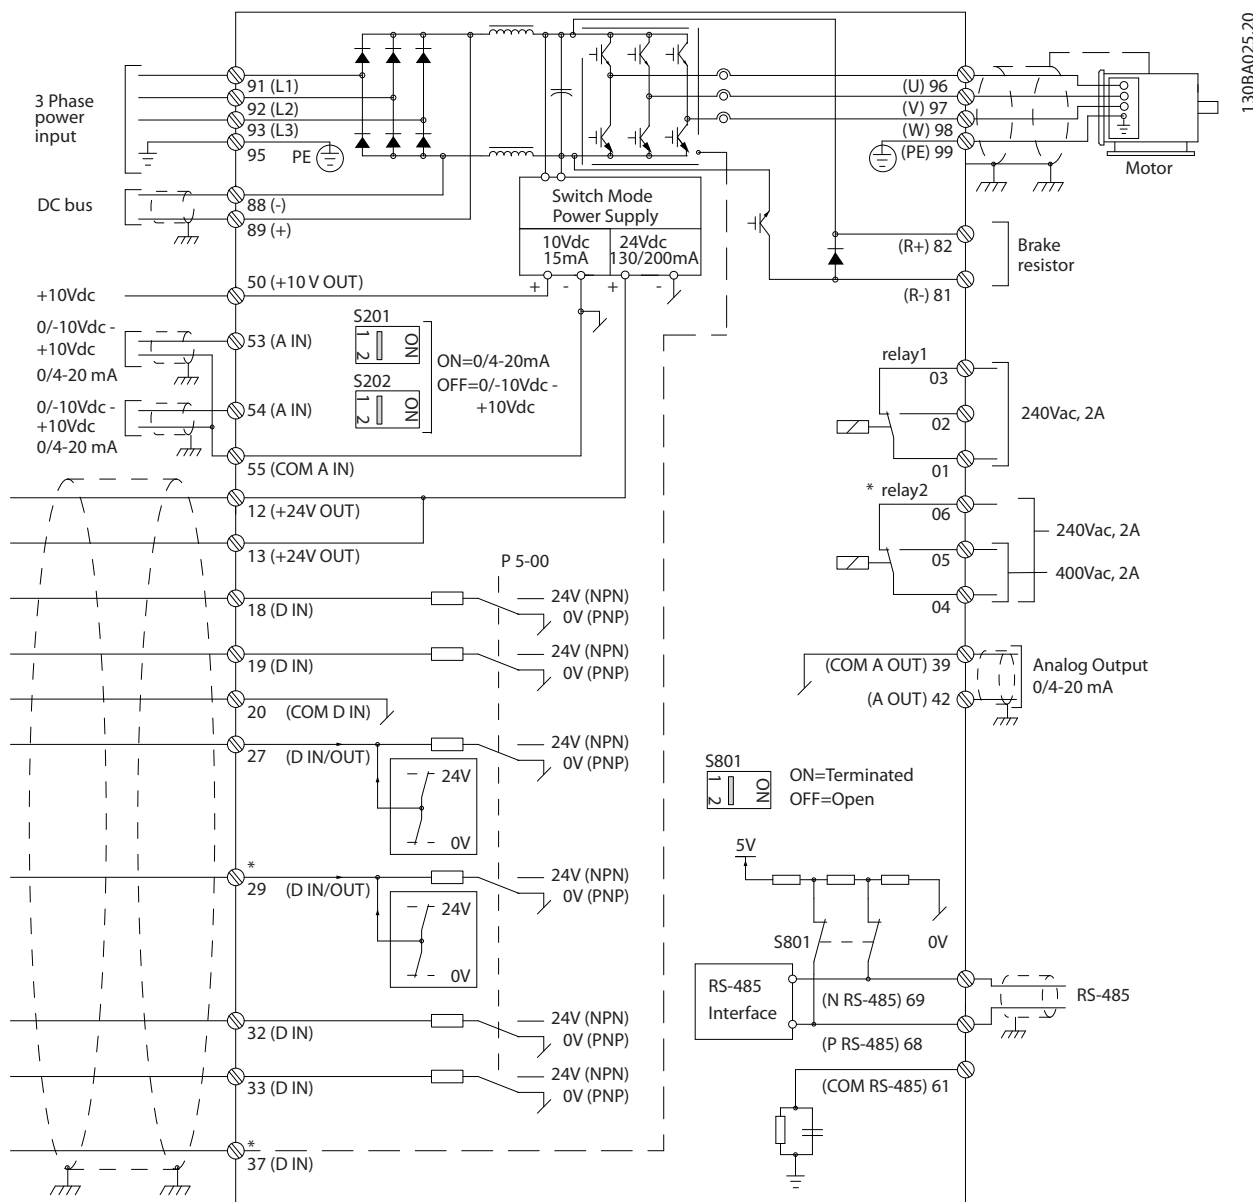 130BA025.20
3 Phase
power
input
91 (L1)
92 (L2)
93 (L3)
95
PE
DC bus
88 (-)
89 (+)
Switch Mode
Power Supply
10Vdc
15mA
24Vdc
130/200mA
+ - + -
(U) 96
(V) 97
(W) 98
(PE) 99
Motor
(R+) 82
(R-) 81
Brake
resistor
+10Vdc
50 (+10 V OUT)
0/-10Vdc -
+10Vdc
0/4-20 mA
53 (A IN)
0/-10Vdc -
+10Vdc
0/4-20 mA
54 (A IN)
55 (COM A IN)
S201
1 2 ON
S202
1 2 ON
ON=0/4-20mA
OFF=0/-10Vdc -
+10Vdc
relay1
03
02
01
240Vac, 2A
* relay2
06
05
04
240Vac, 2A
400Vac, 2A
12 (+24V OUT)
13 (+24V OUT)
P 5-00
18 (D IN)
24V (NPN)
0V (PNP)
19 (D IN)
24V (NPN)
0V (PNP)
20 (COM D IN)
27 (D IN/OUT)
24V (NPN)
0V (PNP)
24V
0V
*
29 (D IN/OUT)
24V (NPN)
0V (PNP)
24V
0V
32 (D IN)
24V (NPN)
0V (PNP)
33 (D IN)
24V (NPN)
0V (PNP)
*
37 (D IN)
(COM A OUT) 39
(A OUT) 42
Analog Output
0/4-20 mA
S801
1 2 ON
ON=Terminated
OFF=Open
5V
S801
0V
RS-485
Interface
(N RS-485) 69
(P RS-485) 68
(COM RS-485) 61
RS-485